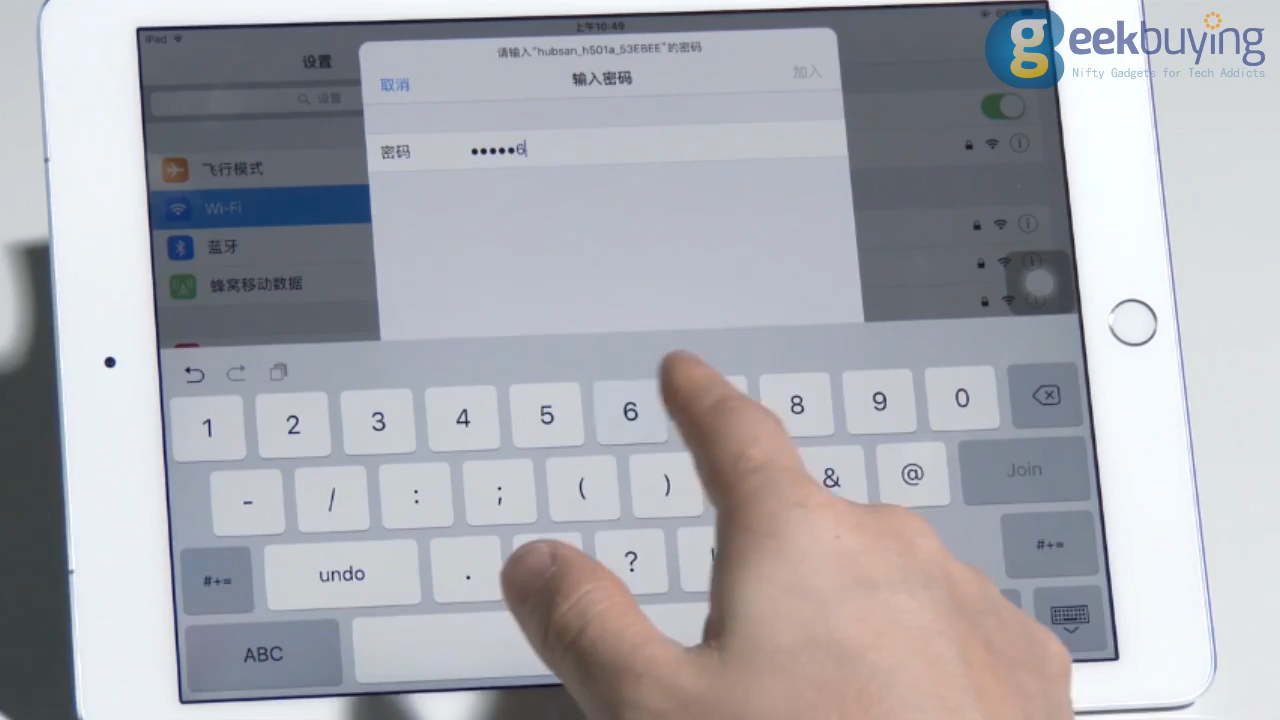 geekbuying
Nifty Gadgets for Tech Addicts
iPad
上午10:49
设置
设置
飞行模式
Wi-Fi
蓝牙
蜂窝移动数据
请输入"hubsan_h501a_53EBEE"的密码
取消
输入密码
加入
密码
•••••6
1 2 3 4 5 6 8 9 0
- / : ; ( ) & @ Join
#+= undo . ? #+=
ABC